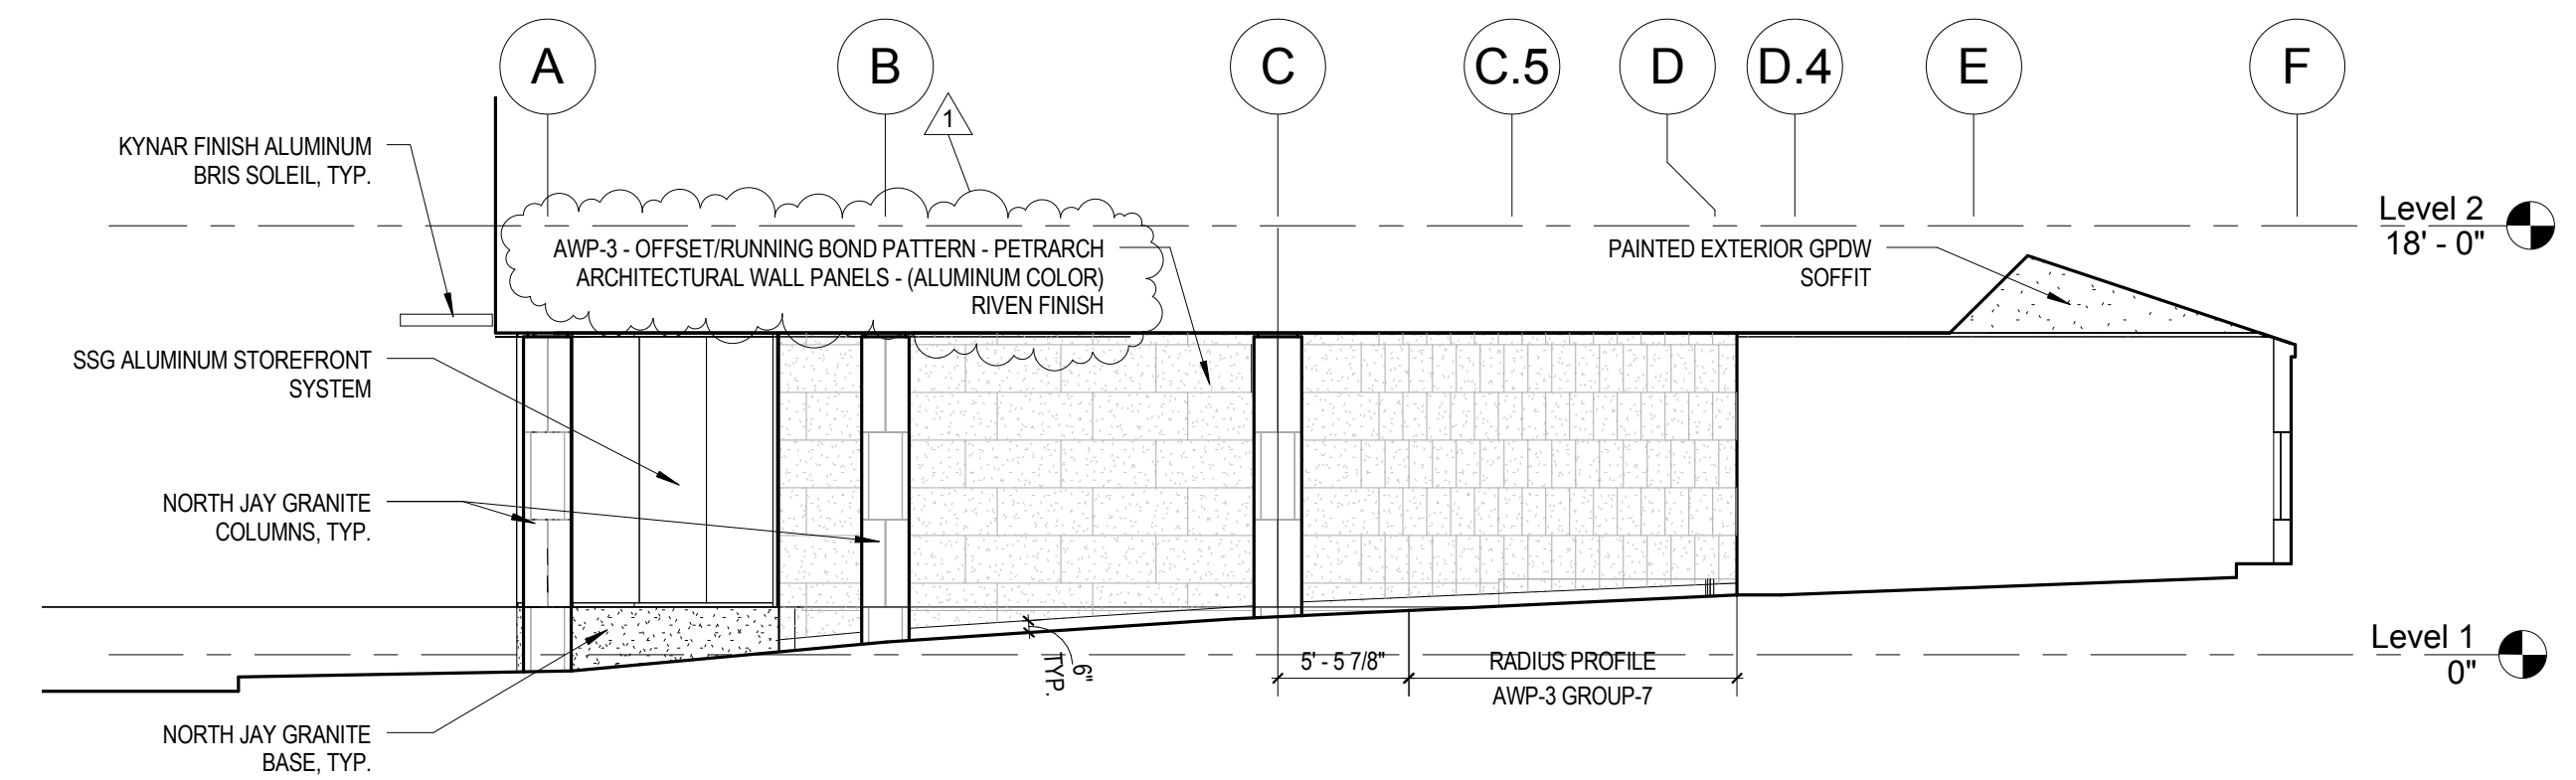 A
B
C
C.5
D
D.4
E
F
1
KYNAR FINISH ALUMINUM
BRIS SOLEIL, TYP.
Level 2
18' - 0"
AWP-3 - OFFSET/RUNNING BOND PATTERN - PETRARCH
ARCHITECTURAL WALL PANELS - (ALUMINUM COLOR)
RIVEN FINISH
PAINTED EXTERIOR GPDW
SOFFIT
SSG ALUMINUM STOREFRONT
SYSTEM
NORTH JAY GRANITE
COLUMNS, TYP.
Level 1
0"
6"
TYP.
5' - 5 7/8"
RADIUS PROFILE
AWP-3 GROUP-7
NORTH JAY GRANITE
BASE, TYP.